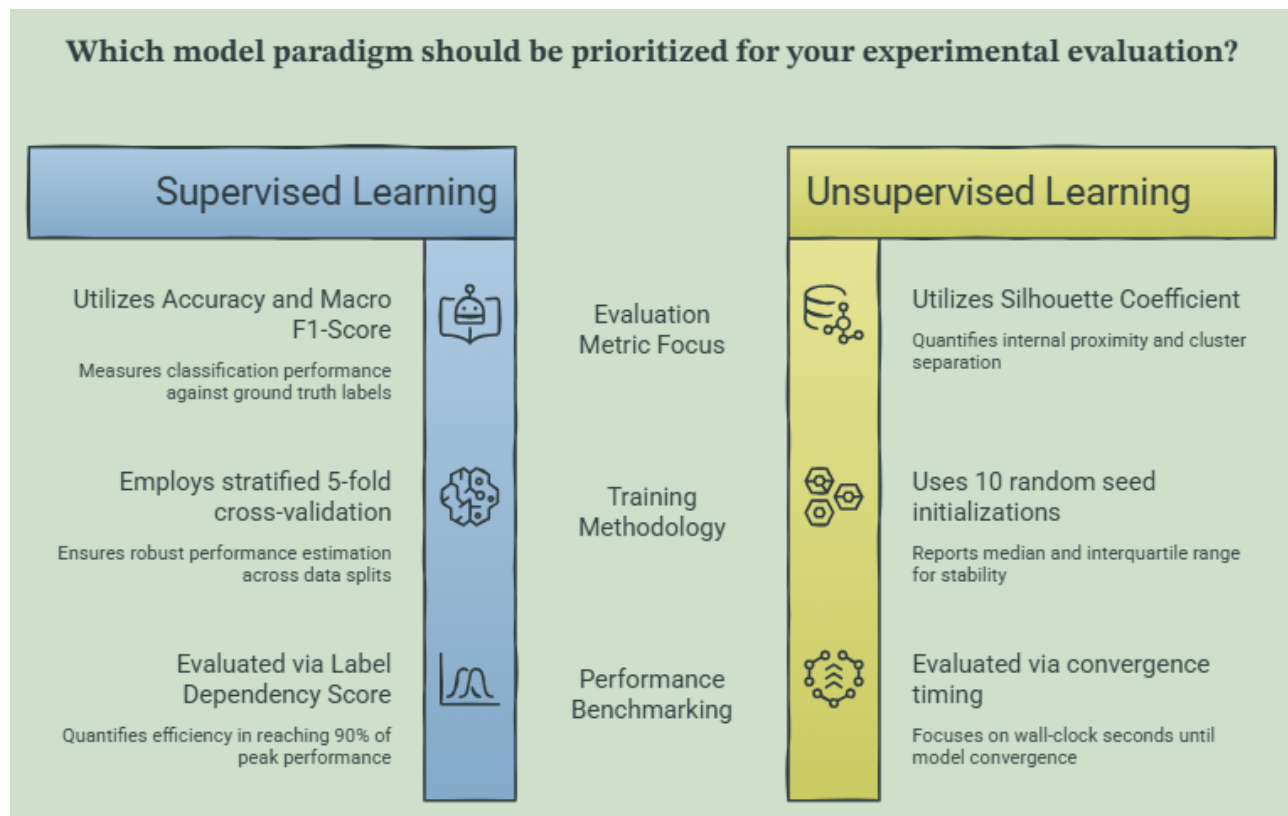 Which model paradigm should be prioritized for your experimental evaluation?
Supervised Learning
Unsupervised Learning
Utilizes Accuracy and Macro
F1-Score
Measures classification performance
against ground truth labels
Evaluation
Metric Focus
Utilizes Silhouette Coefficient
Quantifies internal proximity and cluster
separation
Employs stratified 5-fold
cross-validation
Ensures robust performance estimation
across data splits
Training
Methodology
Uses 10 random seed
initializations
Reports median and interquartile range
for stability
Evaluated via Label
Dependency Score
Quantifies efficiency in reaching 90% of
peak performance
Performance
Benchmarking
Evaluated via convergence
timing
Focuses on wall-clock seconds until
model convergence